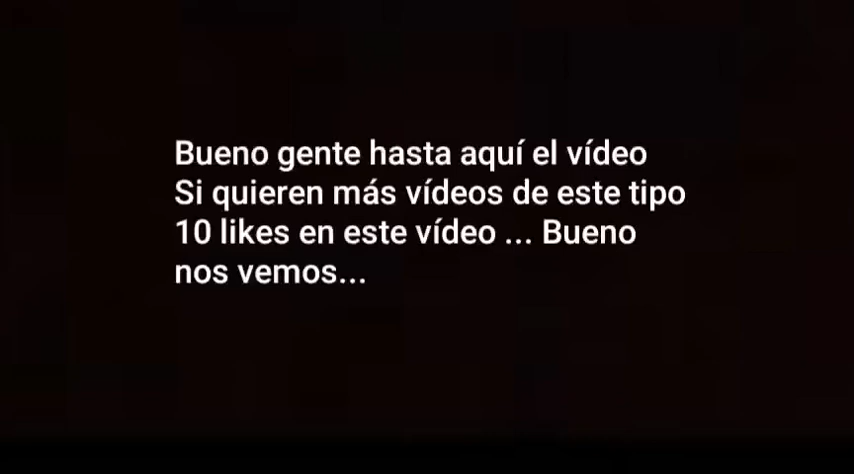 Bueno gente hasta aquí el vídeo
Si quieren más vídeos de este tipo
10 likes en este vídeo ... Bueno
nos vemos...